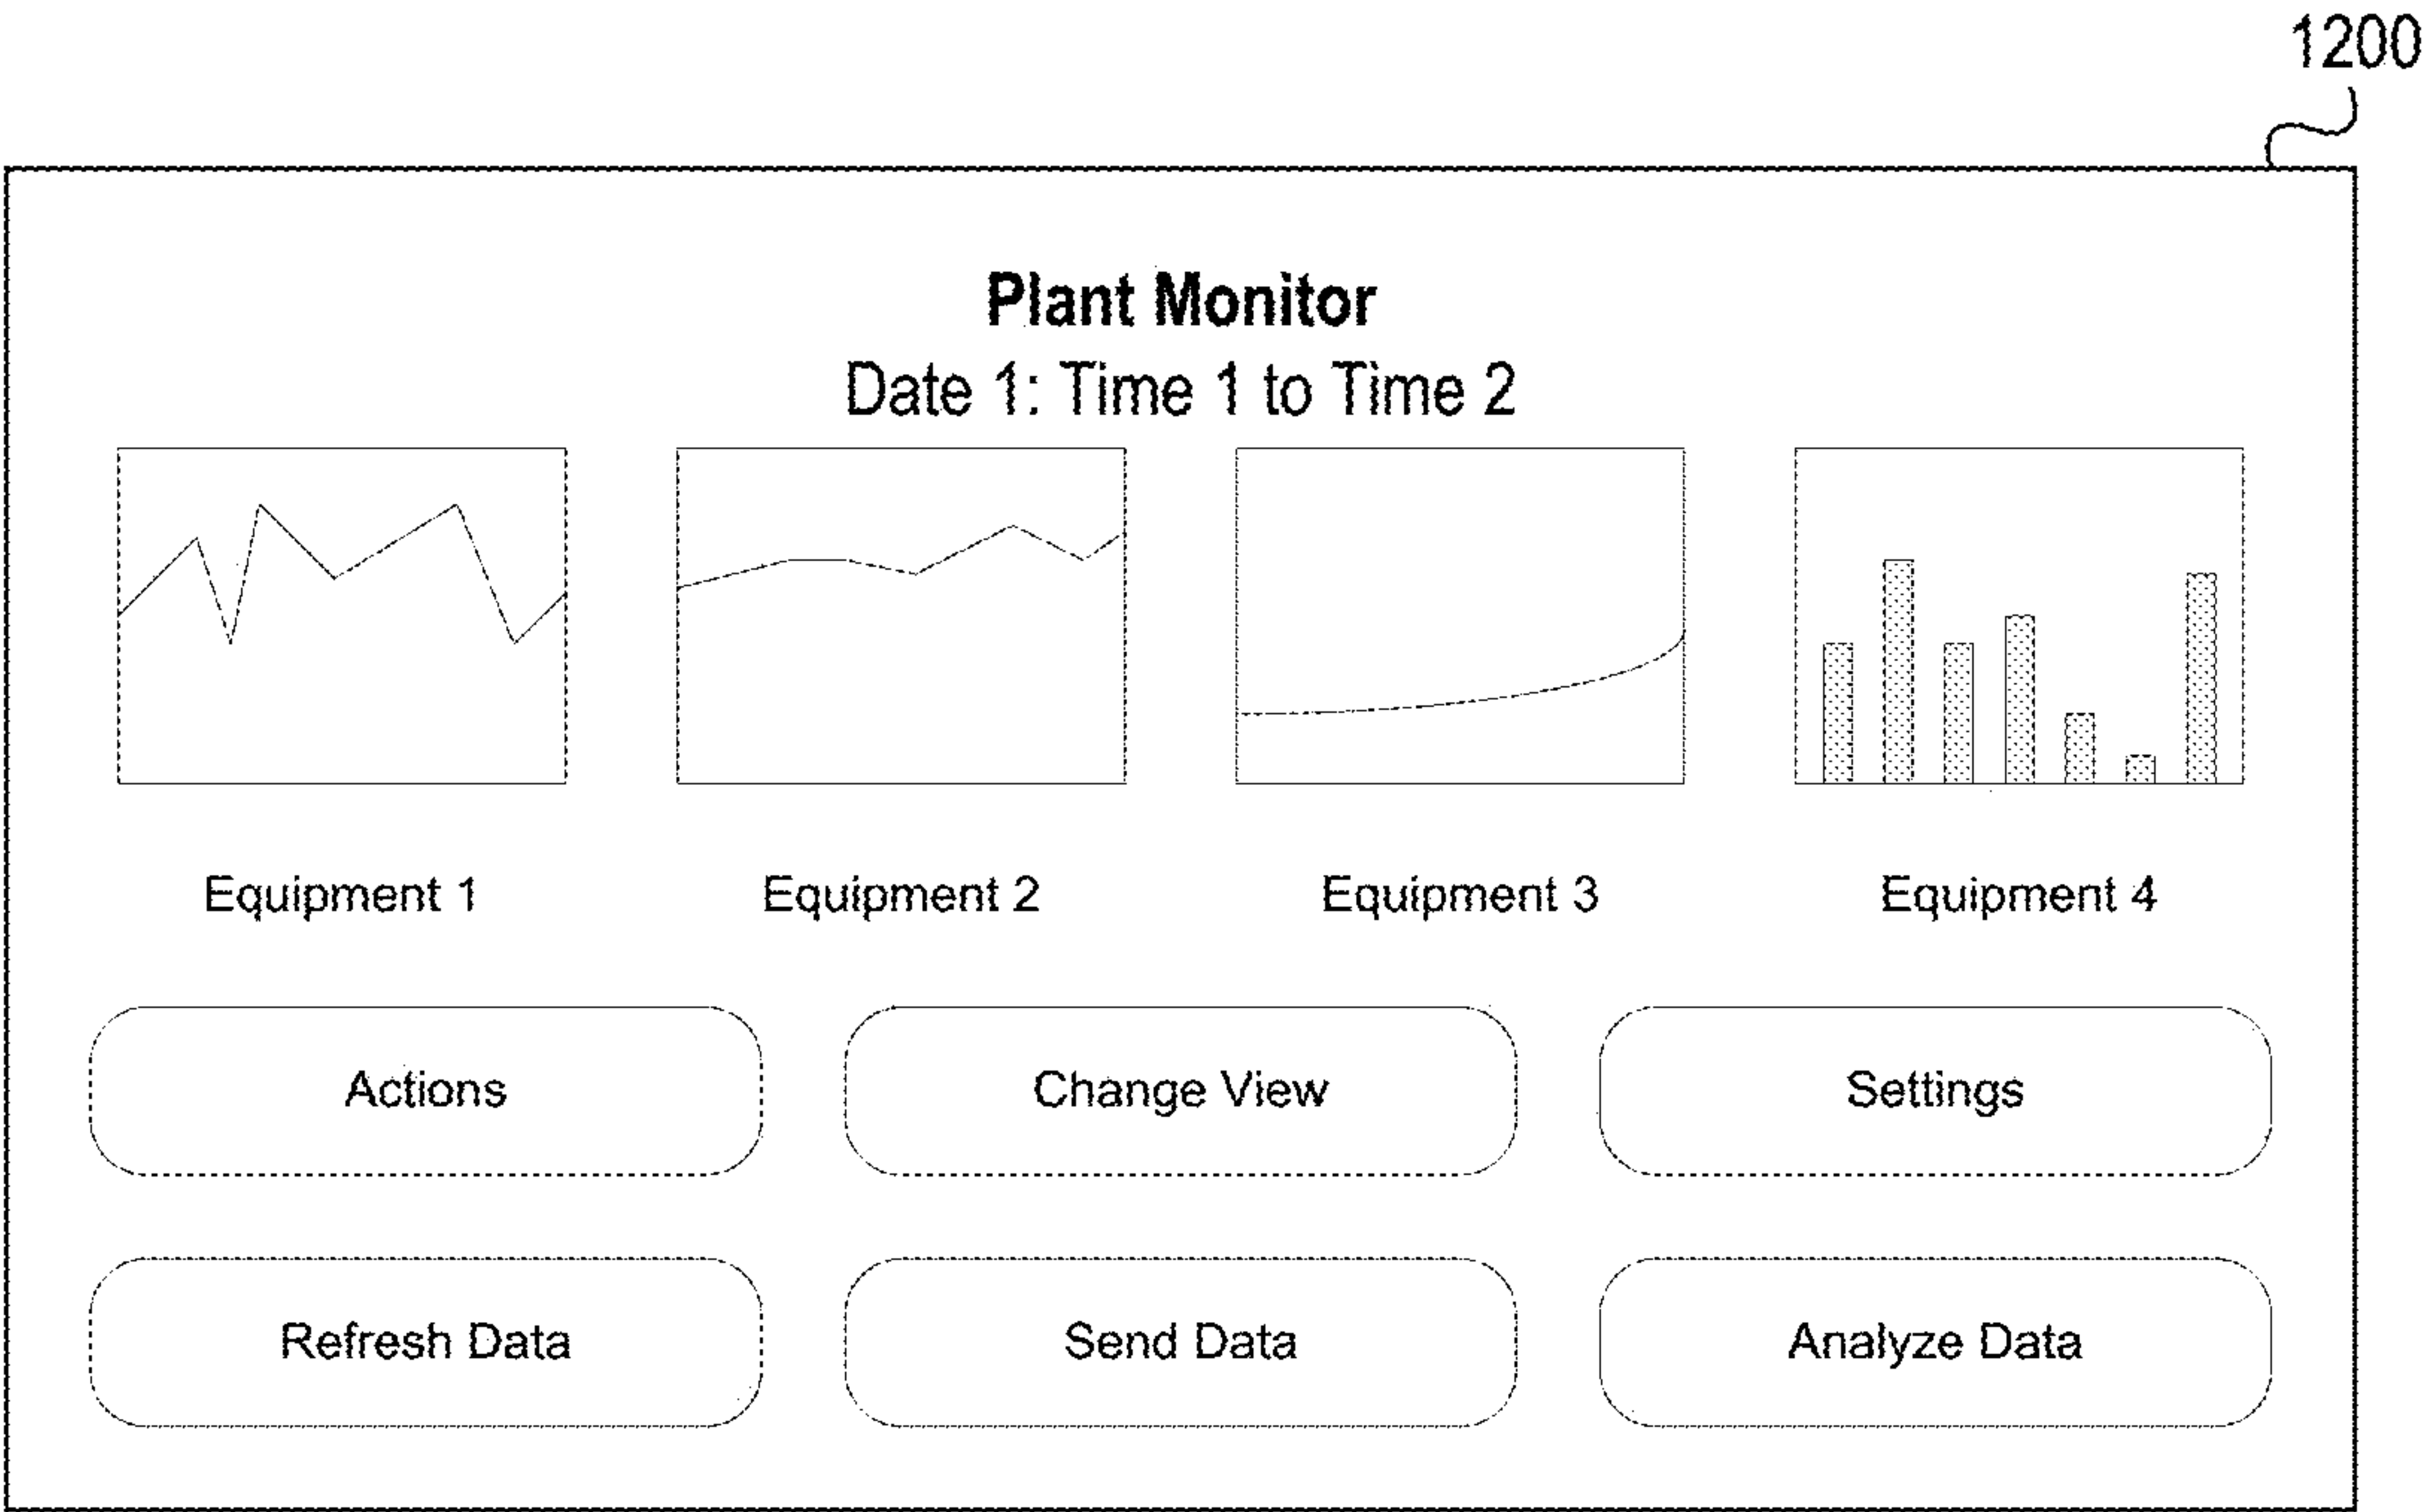 1200
Plant Monitor
Date 1: Time 1 to Time 2
Equipment 1
Equipment 2
Equipment 3
Equipment 4
Actions
Change View
Settings
Refresh Data
Send Data
Analyze Data